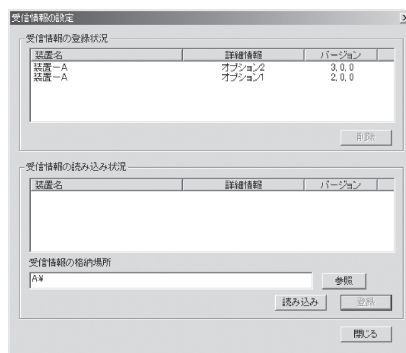 受信情報の設定
受信情報の登録状況
装置名 詳細情報 バージョン
装置－A オプション2 3,0,0
装置－A オプション1 2,0,0
削除
受信情報の読み込み状況
装置名 詳細情報 バージョン
受信情報の格納場所
A¥ 参照
読み込み 登録
閉じる